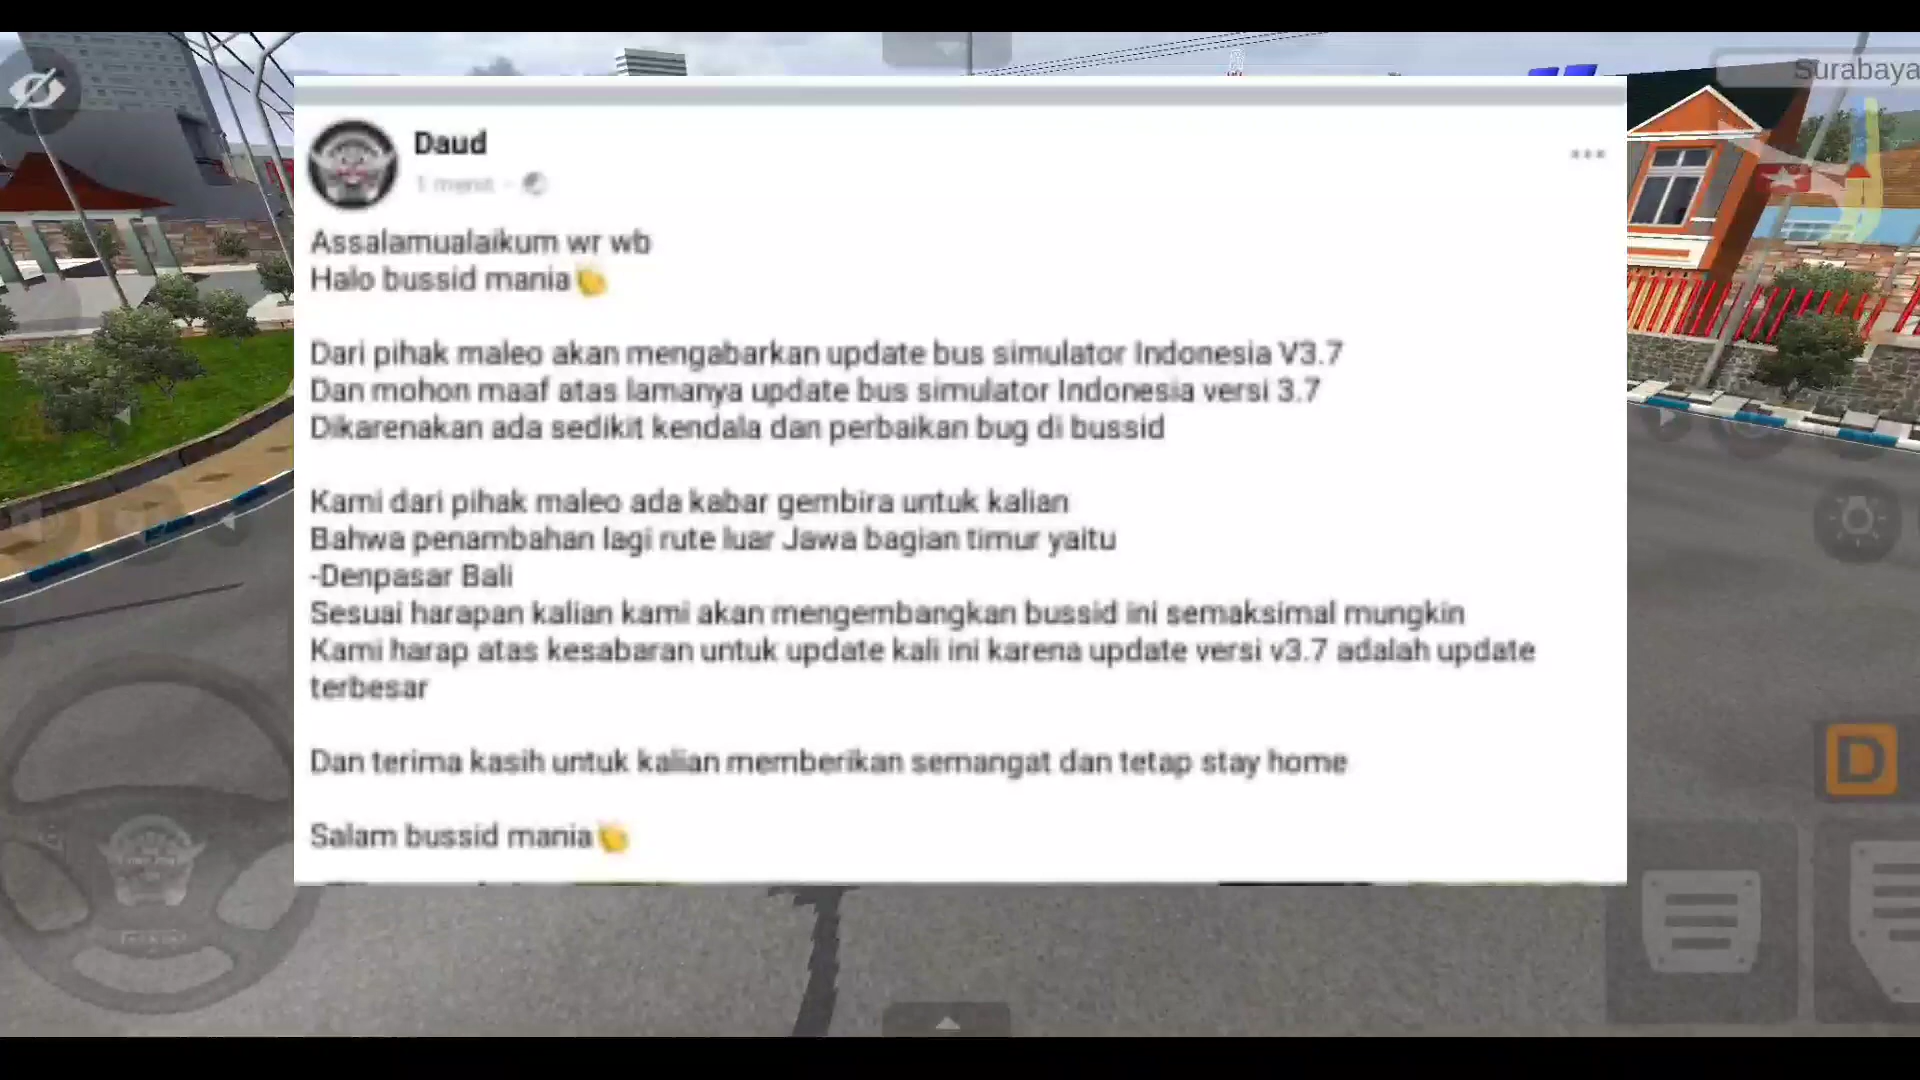 Surabaya
Daud
1 menit
Assalamualaikum wr wb
Halo bussid mania
Dari pihak maleo akan mengabarkan update bus simulator Indonesia V3.7
Dan mohon maaf atas lamanya update bus simulator Indonesia versi 3.7
Dikarenakan ada sedikit kendala dan perbaikan bug di bussid
Kami dari pihak maleo ada kabar gembira untuk kalian
Bahwa penambahan lagi rute luar Jawa bagian timur yaitu
-Denpasar Bali
Sesuai harapan kalian kami akan mengembangkan bussid ini semaksimal mungkin
Kami harap atas kesabaran untuk update kali ini karena update versi v3.7 adalah update
terbesar
Dan terima kasih untuk kalian memberikan semangat dan tetap stay home
D
Salam bussid mania